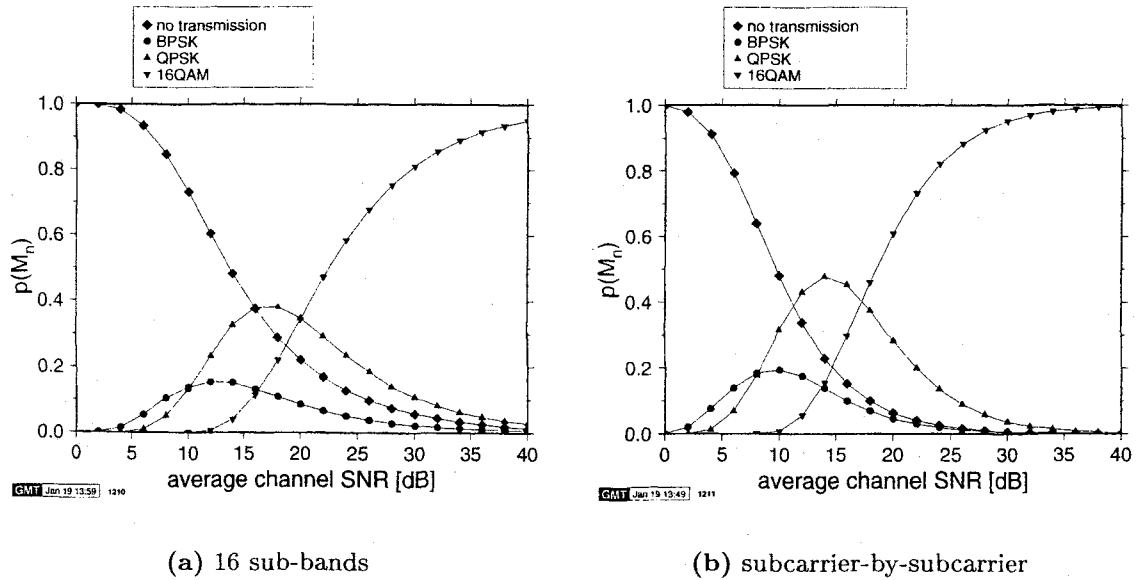 no transmission
BPSK
QPSK
16QAM
1.0
0.8
0.6
0.4
0.2
0.0
p(Mn)
0 5 10 15 20 25 30 35 40
average channel SNR [dB]
GMT Jan 19 13:59 1210
(a) 16 sub-bands
no transmission
BPSK
QPSK
16QAM
1.0
0.8
0.6
0.4
0.2
0.0
p(Mn)
0 5 10 15 20 25 30 35 40
average channel SNR [dB]
GMT Jan 19 13:49 1211
(b) subcarrier-by-subcarrier